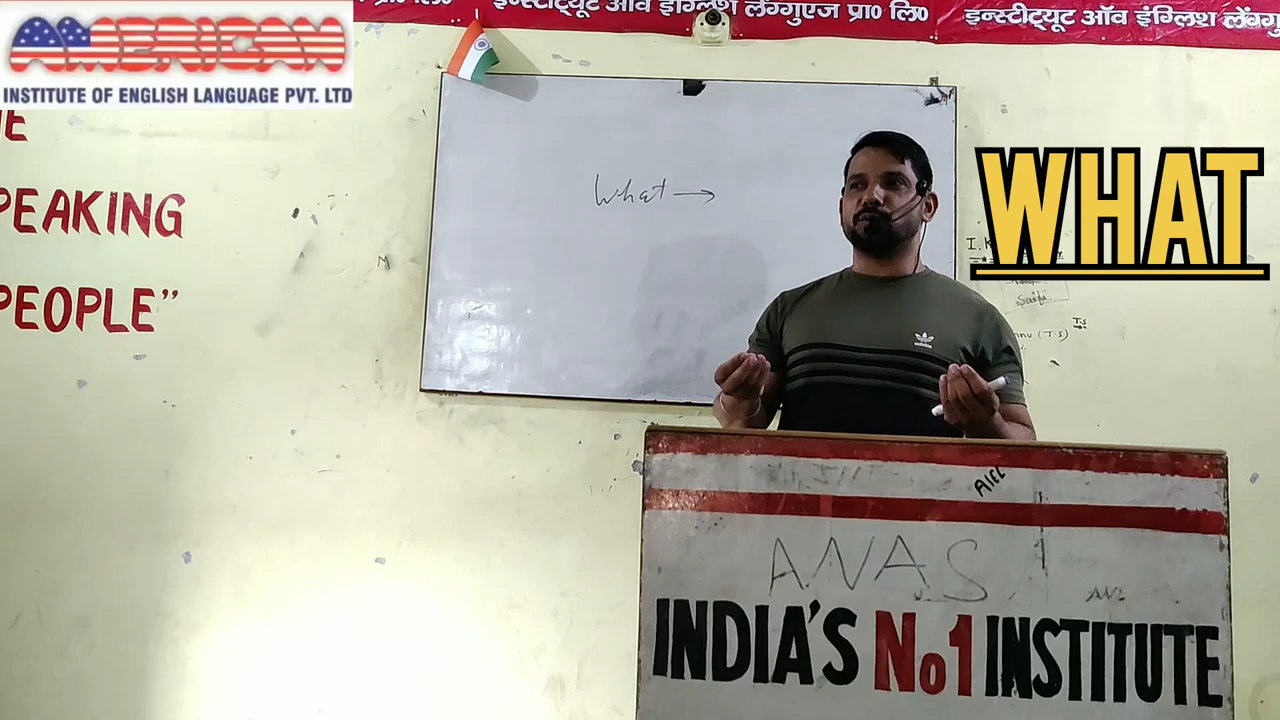 AMERICAN
INSTITUTE OF ENGLISH LANGUAGE PVT. LTD
इन्स्टीट्यूट ऑव इंग्लिश लैंग्गुएज प्रा० लि०
इन्स्टीट्यूट ऑव इंग्लिश लैंग्गु
PEAKING
PEOPLE”
What →
WHAT
AIEL
ANAS
INDIA'S No1 INSTITUTE